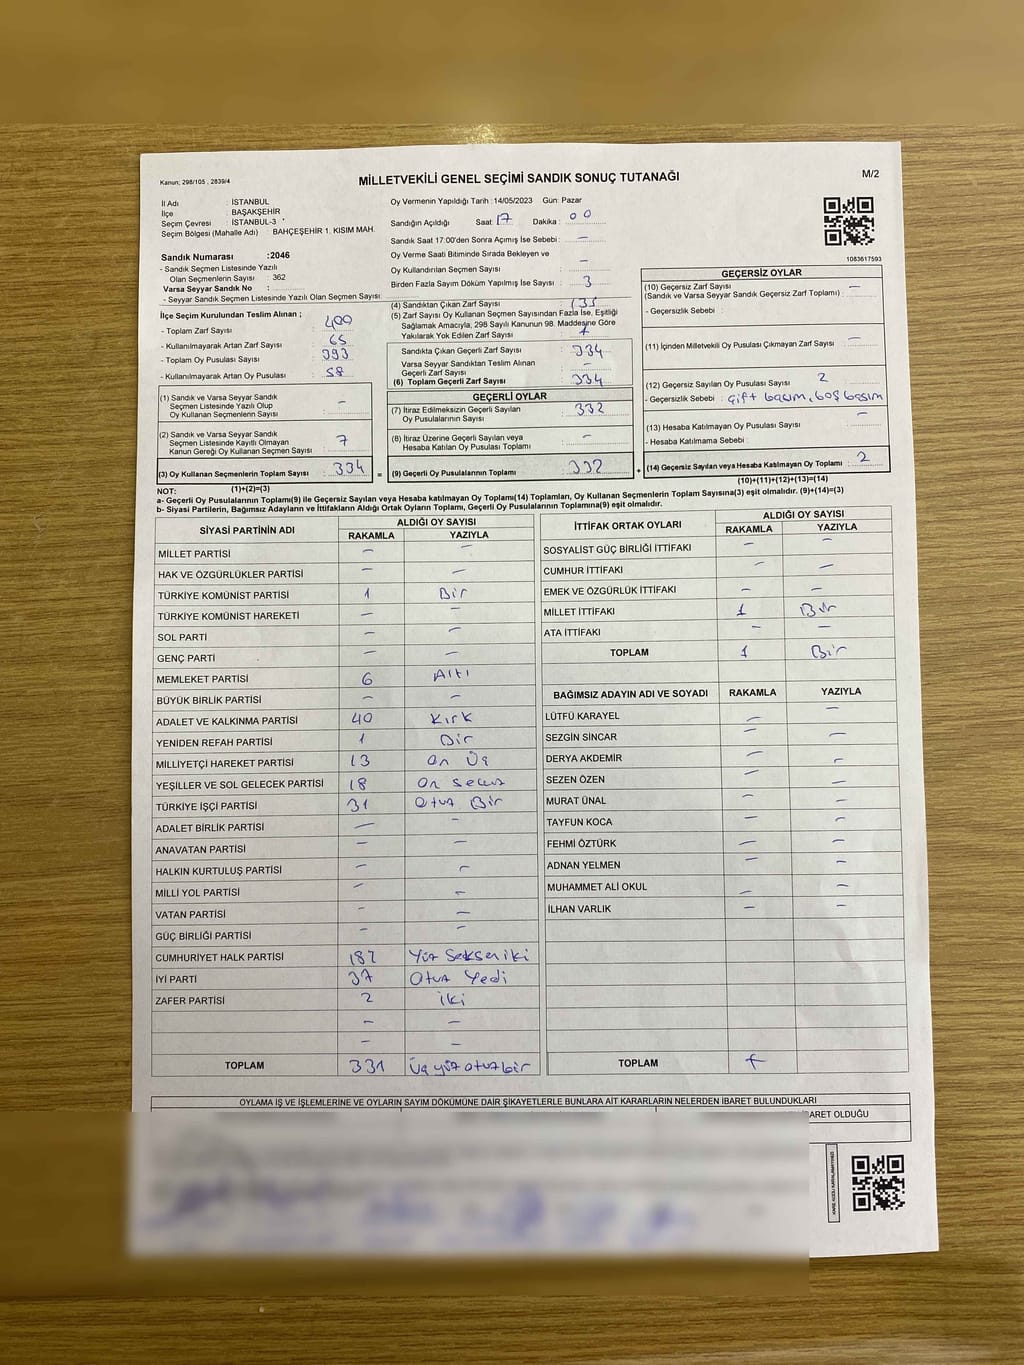 Kanun; 298/105 , 2839/4
MİLLETVEKİLİ GENEL SEÇİMİ SANDIK SONUÇ TUTANAĞI
M/2
İl Adı : İSTANBUL
İlçe : BAŞAKŞEHİR
Seçim Çevresi : İSTANBUL-3
Seçim Bölgesi (Mahalle Adı) BAHÇEŞEHİR 1. KISIM MAH.
Sandık Numarası :2046
- Sandık Seçmen Listesinde Yazılı
Olan Seçmenlerin Sayısı : 362
Varsa Seyyar Sandık No :
- Seyyar Sandık Seçmen Listesinde Yazılı Olan Seçmen Sayısı:
İlçe Seçim Kurulundan Teslim Alınan ;
- Toplam Zarf Sayısı : 400
- Kullanılmayarak Artan Zarf Sayısı : 65
- Toplam Oy Pusulası Sayısı : 393
- Kullanılmayarak Artan Oy Pusulası : 58
(1) Sandık ve Varsa Seyyar Sandık
Seçmen Listesinde Yazılı Olup
Oy Kullanan Seçmenlerin Sayısı : -
(2) Sandık ve Varsa Seyyar Sandık
Seçmen Listesinde Kayıtlı Olmayan
Kanun Gereği Oy Kullanan Seçmen Sayısı : 7
(3) Oy Kullanan Seçmenlerin Toplam Sayısı : 334 =
(1)+(2)=(3)
Oy Vermenin Yapıldığı Tarih :14/05/2023 Gün: Pazar
Sandığın Açıldığı Saat : 17 Dakika : 00
Sandık Saat 17:00'den Sonra Açımış İse Sebebi : -
Oy Verme Saati Bitiminde Sırada Bekleyen ve
Oy Kullandırılan Seçmen Sayısı : -
Birden Fazla Sayım Döküm Yapılmış İse Sayısı : 3
(4) Sandıktan Çıkan Zarf Sayısı :
(5) Zarf Sayısı Oy Kullanan Seçmen Sayısından Fazla İse, Eşitliği
Sağlamak Amacıyla, 298 Sayılı Kanunun 98. Maddesine Göre
Yakılarak Yok Edilen Zarf Sayısı : 1
Sandıkta Çıkan Geçerli Zarf Sayısı : 334
Varsa Seyyar Sandıktan Teslim Alınan
Geçerli Zarf Sayısı : -
(6) Toplam Geçerli Zarf Sayısı : 334
GEÇERLİ OYLAR
(7) İtiraz Edilmeksizin Geçerli Sayılan
Oy Pusulalarının Sayısı : 332
(8) İtiraz Üzerine Geçerli Sayılan veya
Hesaba Katılan Oy Pusulası Toplamı : -
(9) Geçerli Oy Pusulalarının Toplamı : 332 +
1083617593
GEÇERSİZ OYLAR
(10) Geçersiz Zarf Sayısı : -
(Sandık ve Varsa Seyyar Sandık Geçersiz Zarf Toplamı)
- Geçersizlik Sebebi :
(11) İçinden Milletvekili Oy Pusulası Çıkmayan Zarf Sayısı : -
(12) Geçersiz Sayılan Oy Pusulası Sayısı : 2
- Geçersizlik Sebebi : Çift basım, boş basım
(13) Hesaba Katılmayan Oy Pusulası Sayısı : -
- Hesaba Katılmama Sebebi :
(14) Geçersiz Sayılan veya Hesaba Katılmayan Oy Toplamı : 2
(10)+(11)+(12)+(13)=(14)
NOT:
a- Geçerli Oy Pusulalarının Toplamı(9) ile Geçersiz Sayılan veya Hesaba katılmayan Oy Toplamı(14) Toplamları, Oy Kullanan Seçmenlerin Toplam Sayısına(3) eşit olmalıdır. (9)+(14)=(3)
b- Siyasi Partilerin, Bağımsız Adayların ve İttifakların Aldığı Ortak Oyların Toplamı, Geçerli Oy Pusulalarının Toplamına(9) eşit olmalıdır.
SİYASİ PARTİNİN ADI ALDIĞI OY SAYISI
RAKAMLA YAZIYLA
MİLLET PARTİSİ - -
HAK VE ÖZGÜRLÜKLER PARTİSİ - -
TÜRKİYE KOMÜNİST PARTİSİ 1 Bir
TÜRKİYE KOMÜNİST HAREKETİ - -
SOL PARTİ - -
GENÇ PARTİ - -
MEMLEKET PARTİSİ 6 Altı
BÜYÜK BİRLİK PARTİSİ - -
ADALET VE KALKINMA PARTİSİ 40 Kırk
YENİDEN REFAH PARTİSİ 1 Bir
MİLLİYETÇİ HAREKET PARTİSİ 13 On Üç
YEŞİLLER VE SOL GELECEK PARTİSİ 18 On Sekiz
TÜRKİYE İŞÇİ PARTİSİ 31 Otuz Bir
ADALET BİRLİK PARTİSİ - -
ANAVATAN PARTİSİ - -
HALKIN KURTULUŞ PARTİSİ - -
MİLLİ YOL PARTİSİ - -
VATAN PARTİSİ - -
GÜÇ BİRLİĞİ PARTİSİ - -
CUMHURİYET HALK PARTİSİ 182 Yüz Seksen iki
İYİ PARTİ 37 Otuz Yedi
ZAFER PARTİSİ 2 İki
- -
- -
TOPLAM 331 Üç yüz otuz bir
İTTİFAK ORTAK OYLARI ALDIĞI OY SAYISI
RAKAMLA YAZIYLA
SOSYALİST GÜÇ BİRLİĞİ İTTİFAKI - -
CUMHUR İTTİFAKI - -
EMEK VE ÖZGÜRLÜK İTTİFAKI - -
MİLLET İTTİFAKI 1 Bir
ATA İTTİFAKI - -
TOPLAM 1 Bir
BAĞIMSIZ ADAYIN ADI VE SOYADI RAKAMLA YAZIYLA
LÜTFÜ KARAYEL - -
SEZGİN SİNCAR - -
DERYA AKDEMİR - -
SEZEN ÖZEN - -
MURAT ÜNAL - -
TAYFUN KOCA - -
FEHMİ ÖZTÜRK - -
ADNAN YELMEN - -
MUHAMMET ALİ OKUL - -
İLHAN VARLIK - -
TOPLAM
OYLAMA İŞ VE İŞLEMLERİNE VE OYLARIN SAYIM DÖKÜMÜNE DAİR ŞİKAYETLERLE BUNLARA AİT KARARLARIN NELERDEN İBARET BULUNDUKLARI
İBARET OLDUĞU